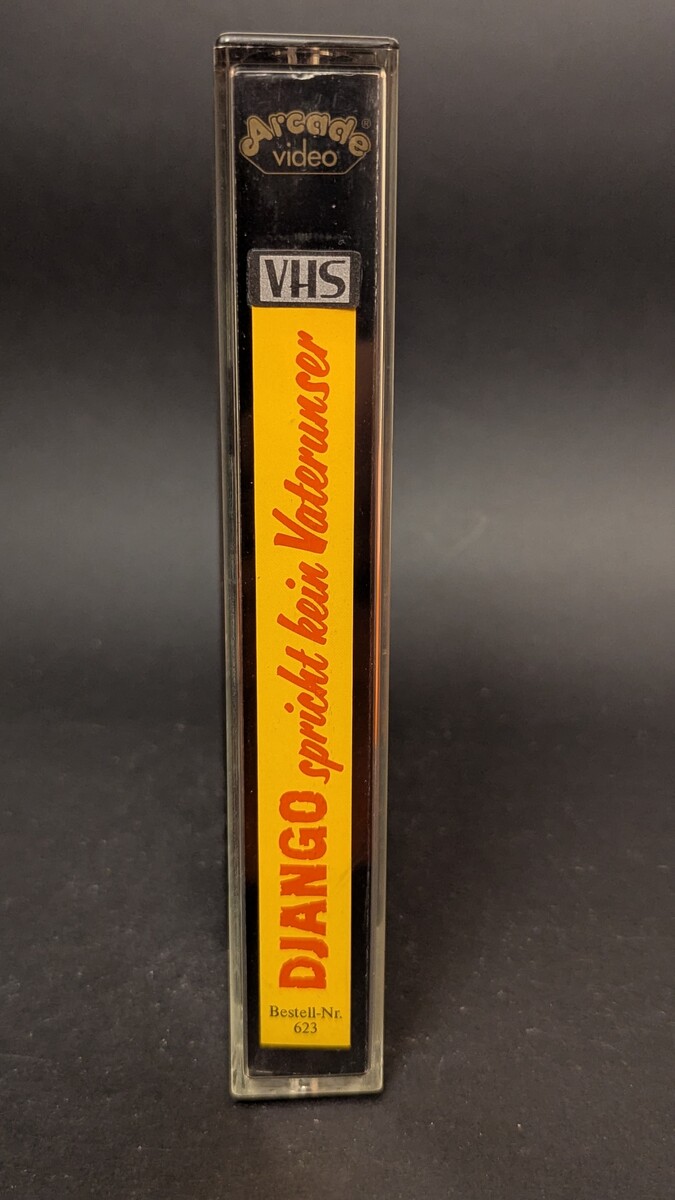 Arcade®
video
VHS
DJANGO spricht kein Vaterunser
Bestell-Nr.
623